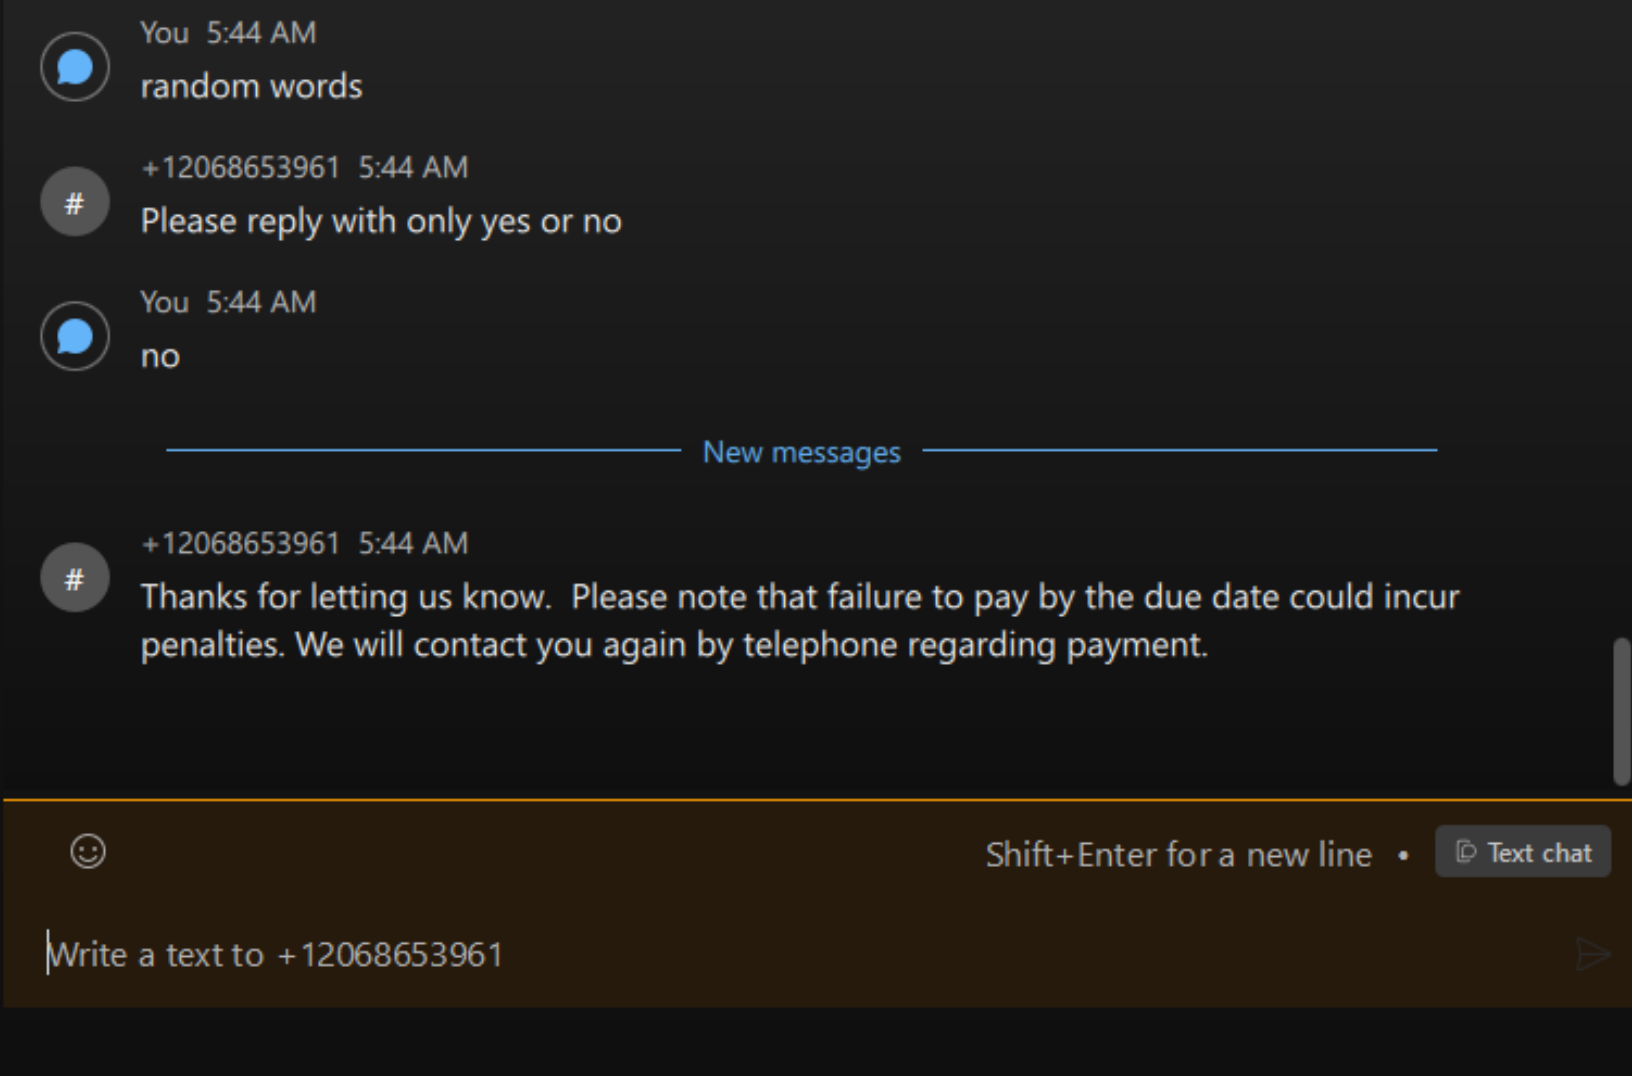 You 5:44 AM
random words
+12068653961 5:44 AM
#
Please reply with only yes or no
You 5:44 AM
no
New messages
+12068653961 5:44 AM
#
Thanks for letting us know.  Please note that failure to pay by the due date could incur
penalties. We will contact you again by telephone regarding payment.
Shift+Enter for a new line • Text chat
Write a text to +12068653961